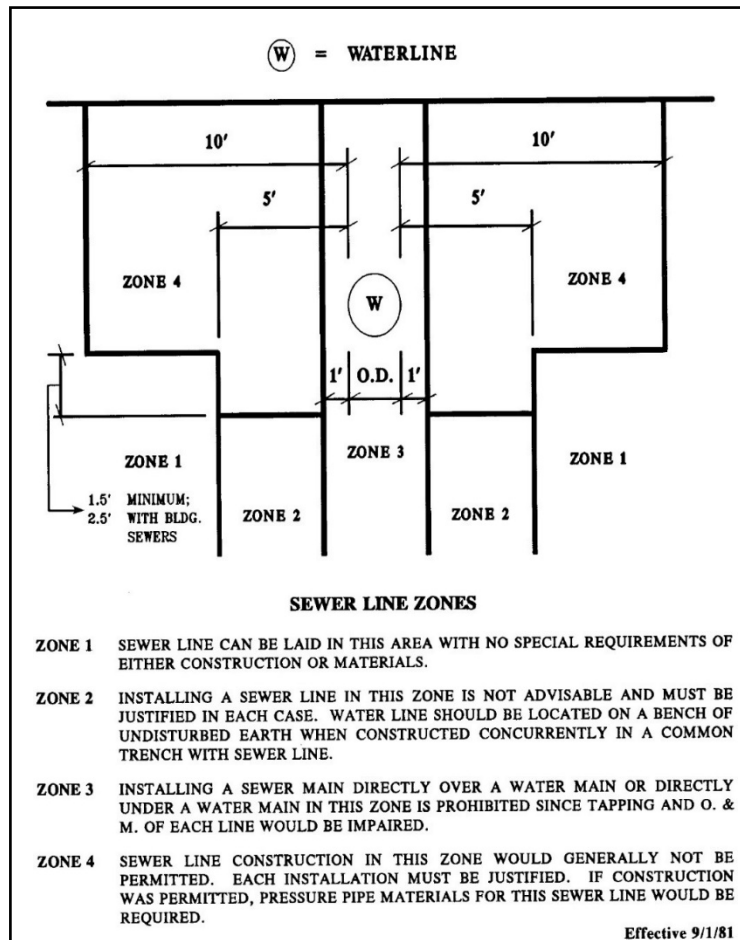 W = WATERLINE
10' 10'
5' 5'
ZONE 4 ZONE 4
W
1' O.D. 1'
ZONE 3
ZONE 1 ZONE 1
1.5' MINIMUM;
2.5' WITH BLDG.
SEWERS
ZONE 2 ZONE 2
SEWER LINE ZONES
ZONE 1 SEWER LINE CAN BE LAID IN THIS AREA WITH NO SPECIAL REQUIREMENTS OF
EITHER CONSTRUCTION OR MATERIALS.
ZONE 2 INSTALLING A SEWER LINE IN THIS ZONE IS NOT ADVISABLE AND MUST BE
JUSTIFIED IN EACH CASE. WATER LINE SHOULD BE LOCATED ON A BENCH OF
UNDISTURBED EARTH WHEN CONSTRUCTED CONCURRENTLY IN A COMMON
TRENCH WITH SEWER LINE.
ZONE 3 INSTALLING A SEWER MAIN DIRECTLY OVER A WATER MAIN OR DIRECTLY
UNDER A WATER MAIN IN THIS ZONE IS PROHIBITED SINCE TAPPING AND O. &
M. OF EACH LINE WOULD BE IMPAIRED.
ZONE 4 SEWER LINE CONSTRUCTION IN THIS ZONE WOULD GENERALLY NOT BE
PERMITTED. EACH INSTALLATION MUST BE JUSTIFIED. IF CONSTRUCTION
WAS PERMITTED, PRESSURE PIPE MATERIALS FOR THIS SEWER LINE WOULD BE
REQUIRED.
Effective 9/1/81